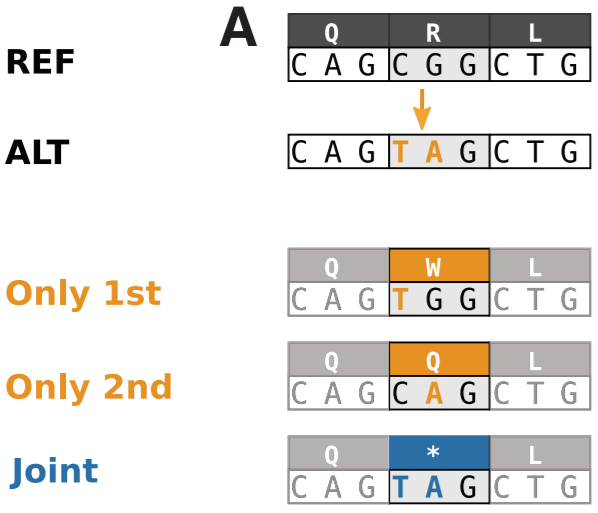 A
Q R L
REF C A G C G G C T G
ALT C A G T A G C T G
Q W L
Only 1st C A G T G G C T G
Q Q L
Only 2nd C A G C A G C T G
Q * L
Joint C A G T A G C T G